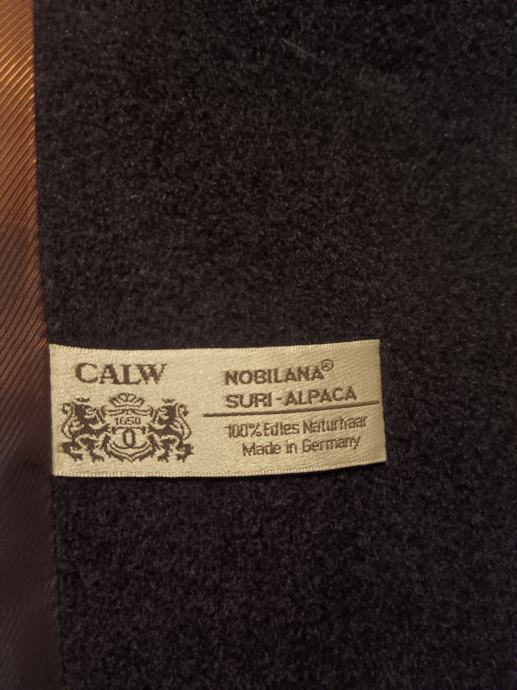 CALW
1650
NOBILANA®
SURI-ALPACA
100% Edles Naturhaar
Made in Germany